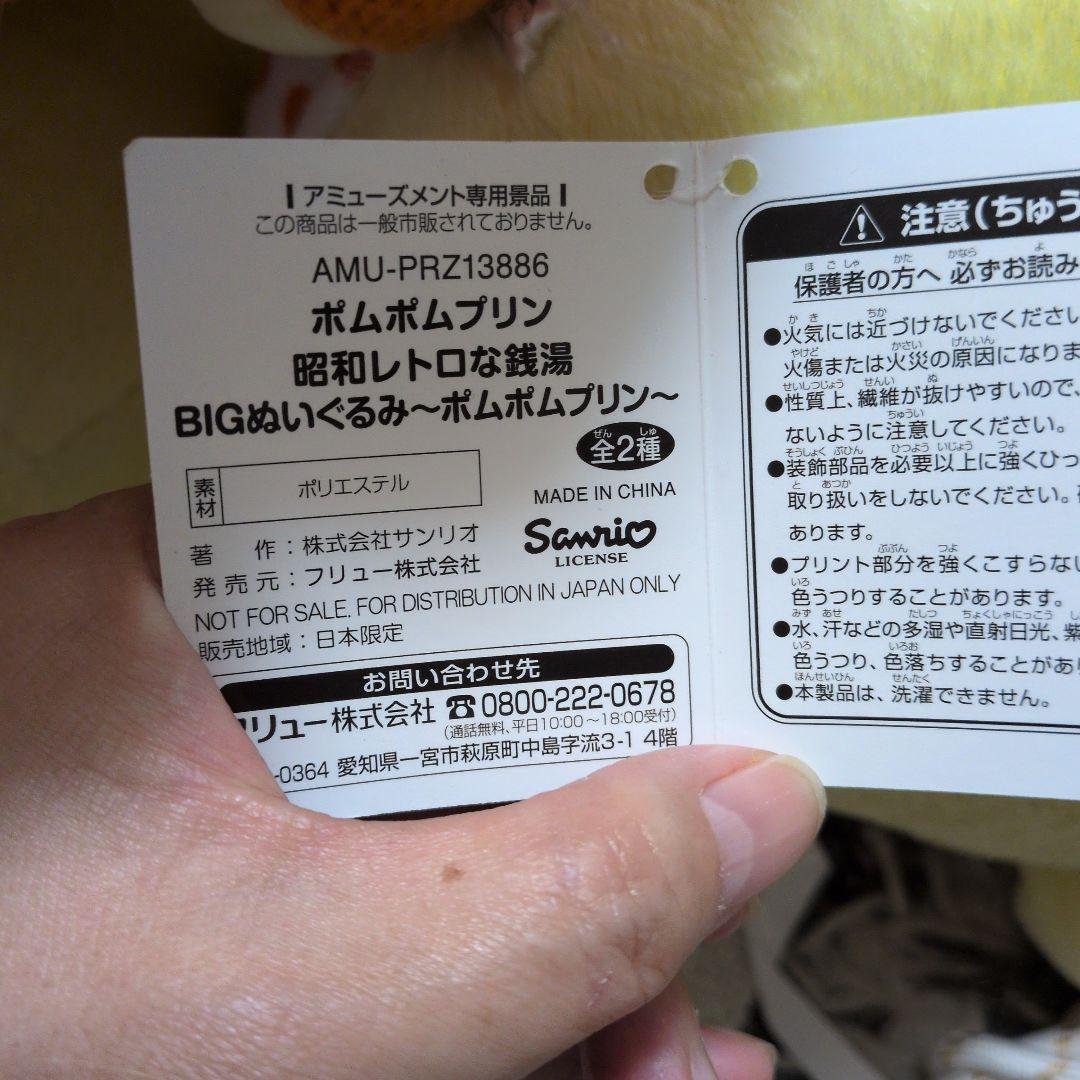 アミューズメント専用景品
この商品は一般市販されておりません。
AMU-PRZ13886
ポムポムプリン
昭和レトロな銭湯
BIGぬいぐるみ～ポムポムプリン～
全2種
素材 ポリエステル
MADE IN CHINA
著 作：株式会社サンリオ
発売元：フリュー株式会社
Sanrio
LICENSE
NOT FOR SALE. FOR DISTRIBUTION IN JAPAN ONLY
販売地域：日本限定
お問い合わせ先
フリュー株式会社 ☎0800-222-0678
(通話無料、平日10:00～18:00受付)
-0364 愛知県一宮市萩原町中島字流3-1 4階
⚠ 注意(ちゅう
保護者の方へ 必ずお読み
●火気には近づけないでください
火傷または火災の原因になりま
●性質上、繊維が抜けやすいので、
ないように注意してください。
●装飾部品を必要以上に強くひっ
取り扱いをしないでください。
あります。
●プリント部分を強くこすらない
色うつりすることがあります。
●水、汗などの多湿や直射日光、紫
色うつり、色落ちすることがあ
●本製品は、洗濯できません。